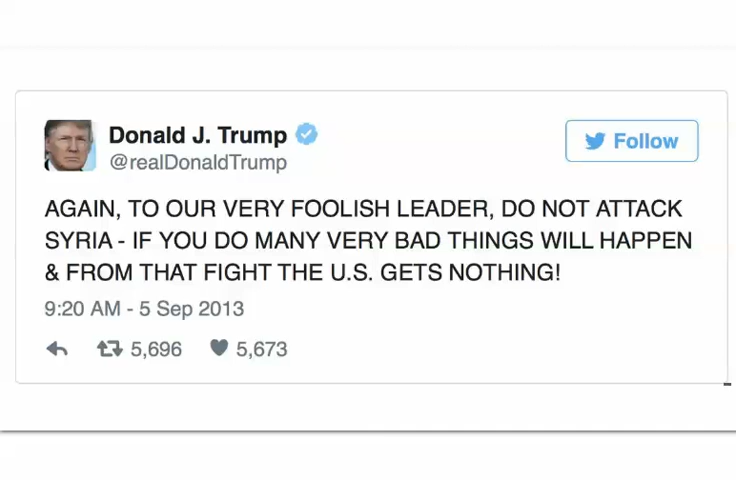 Donald J. Trump
@realDonaldTrump
Follow
AGAIN, TO OUR VERY FOOLISH LEADER, DO NOT ATTACK
SYRIA - IF YOU DO MANY VERY BAD THINGS WILL HAPPEN
& FROM THAT FIGHT THE U.S. GETS NOTHING!
9:20 AM - 5 Sep 2013
5,696 5,673